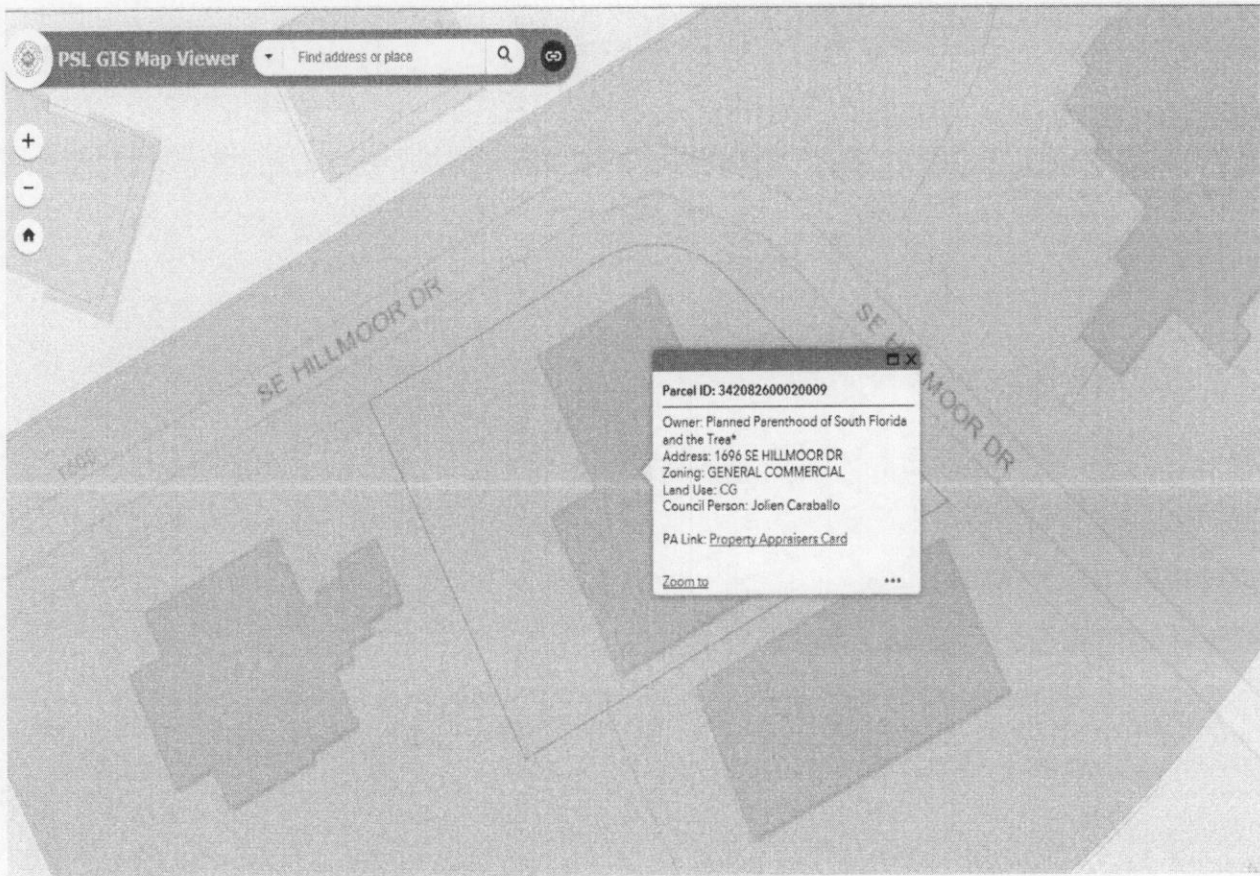 PSL GIS Map Viewer
Find address or place
SE HILLMOOR DR
SE HILLMOOR DR
Parcel ID: 342082600020009
Owner: Planned Parenthood of South Florida
and the Trea*
Address: 1696 SE HILLMOOR DR
Zoning: GENERAL COMMERCIAL
Land Use: CG
Council Person: Jolien Caraballo
PA Link: Property Appraisers Card
Zoom to